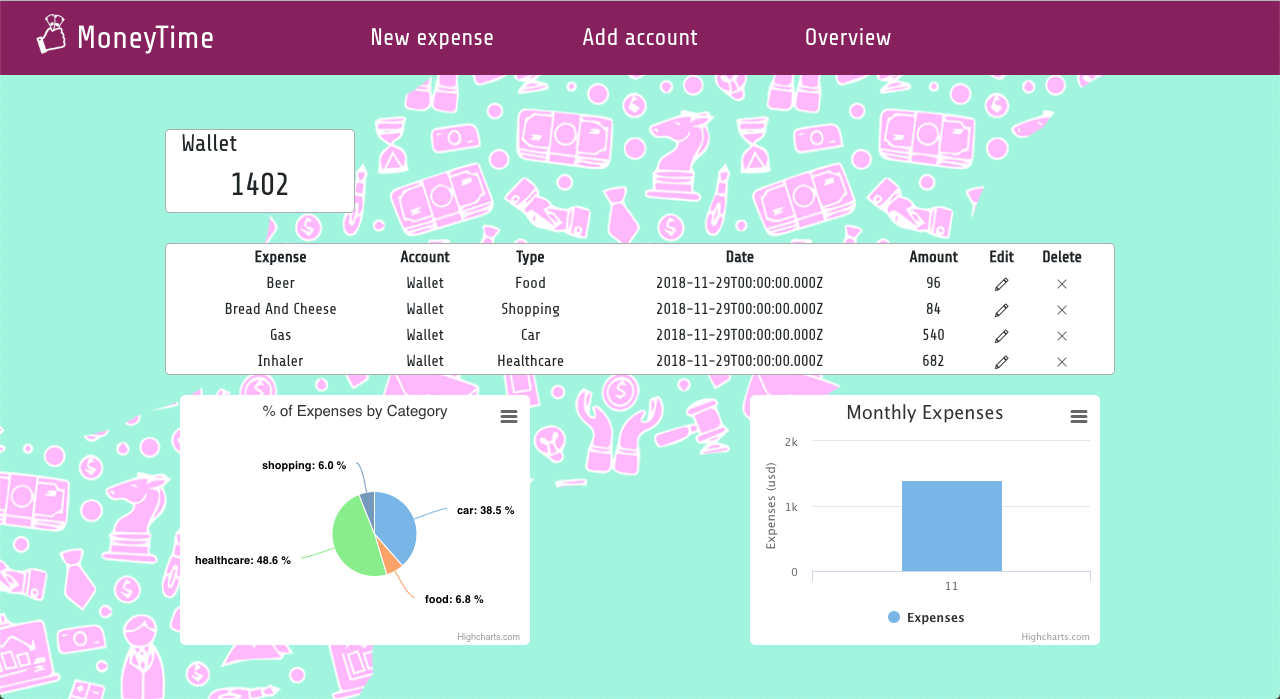 MoneyTime New expense Add account Overview
Wallet
1402
Expense Account Type Date Amount Edit Delete
Beer Wallet Food 2018-11-29T00:00:00.000Z 96
Bread And Cheese Wallet Shopping 2018-11-29T00:00:00.000Z 84
Gas Wallet Car 2018-11-29T00:00:00.000Z 540
Inhaler Wallet Healthcare 2018-11-29T00:00:00.000Z 682
% of Expenses by Category
shopping: 6.0 %
car: 38.5 %
healthcare: 48.6 %
food: 6.8 %
Highcharts.com
Monthly Expenses
Expenses (usd)
2k
1k
0
11
Expenses
Highcharts.com